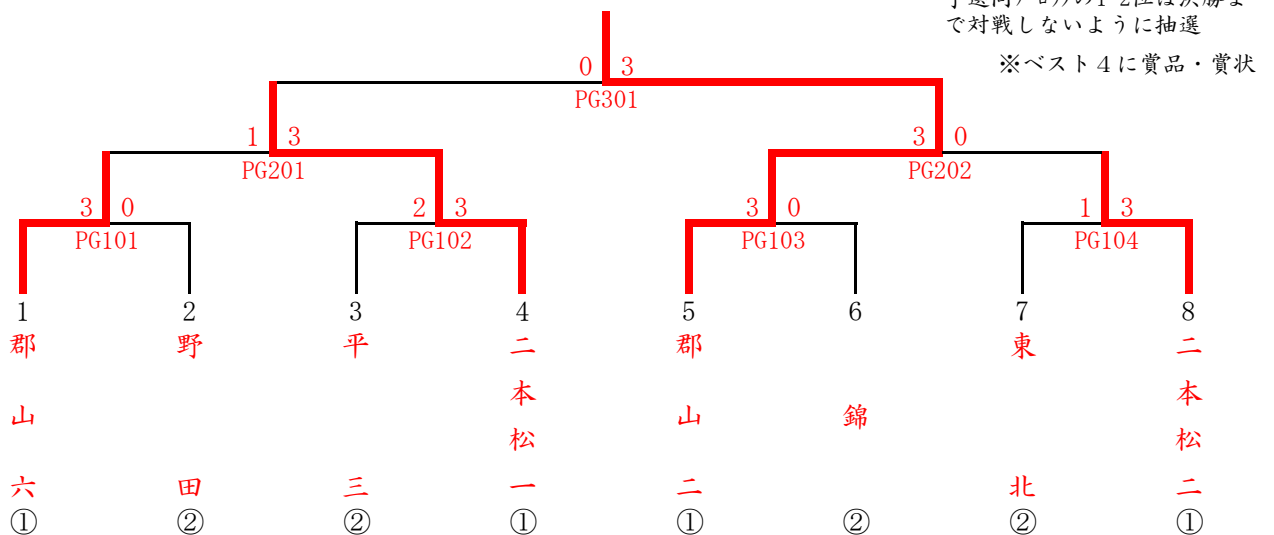 で対戦しないように抽選
※ベスト4に賞品・賞状
0 3
PG301
1 3
3 0
PG201
PG202
3 0
2 3
3 0
1 3
PG101
PG102
PG103
PG104
1 2 3 4 5 6 7 8
郡山六
野田
平三
二本松一
郡山二
錦
東北
二本松二
① ② ② ① ① ② ② ①